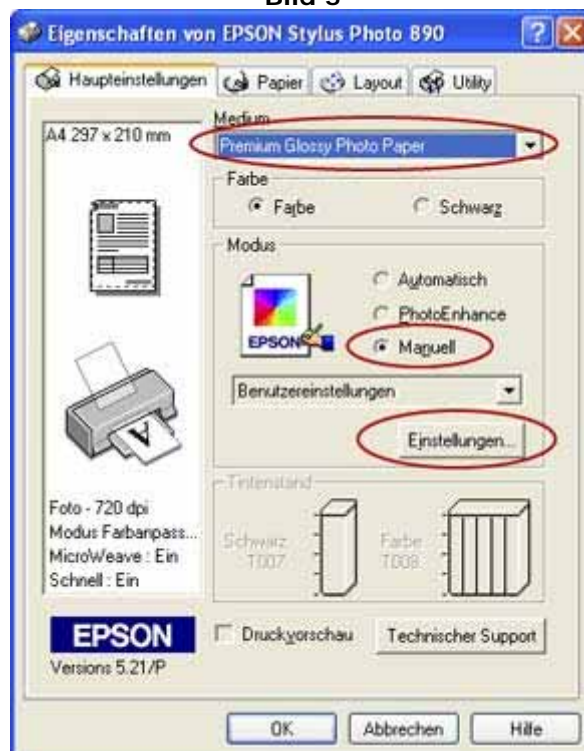 Bild 3
Eigenschaften von EPSON Stylus Photo 890
Haupteinstellungen Papier Layout Utility
A4 297 x 210 mm
Medium
Premium Glossy Photo Paper
Farbe
Farbe Schwarz
Modus
Automatisch
PhotoEnhance
Manuell
EPSON
Benutzereinstellungen
Einstellungen...
Tintenstand
Schwarz
T007
Farbe
T008
Foto - 720 dpi
Modus Farbanpass...
MicroWeave : Ein
Schnell : Ein
EPSON
Versions 5.21/P
Druckvorschau
Technischer Support
OK Abbrechen Hilfe